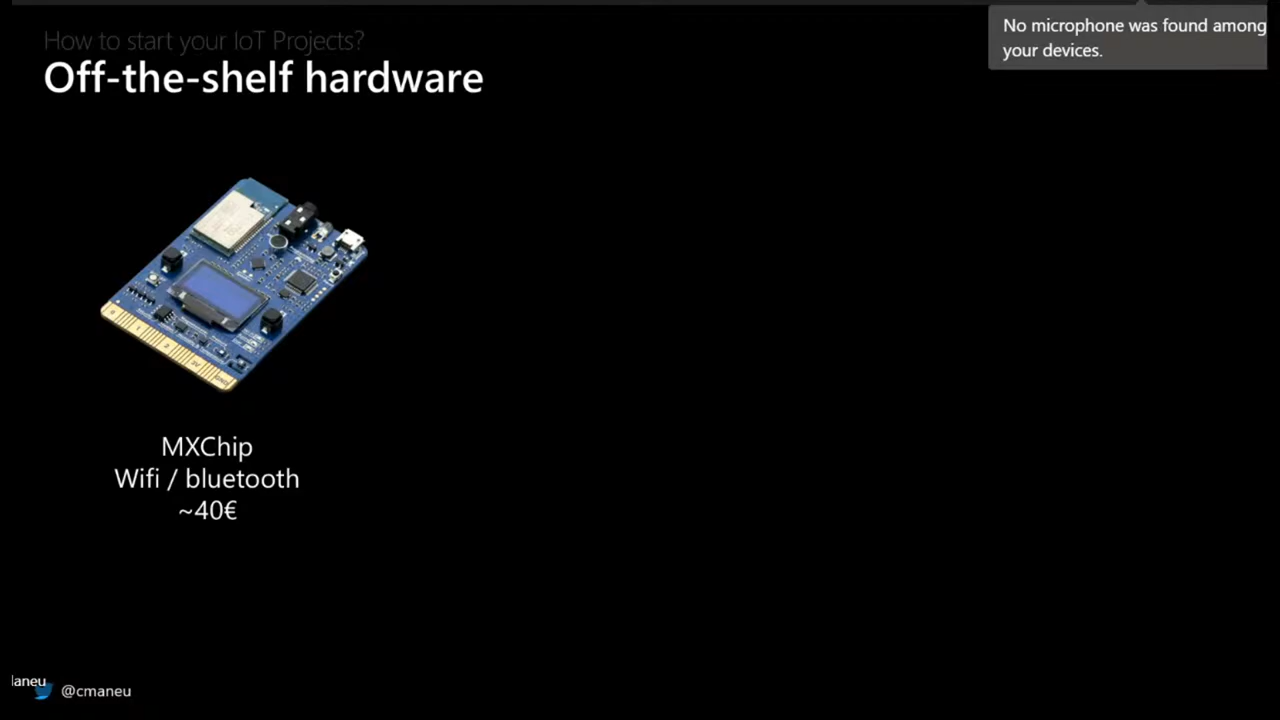 How to start your IoT Projects?
Off-the-shelf hardware
No microphone was found among
your devices.
MXChip
Wifi / bluetooth
~40€
laneu
@cmaneu